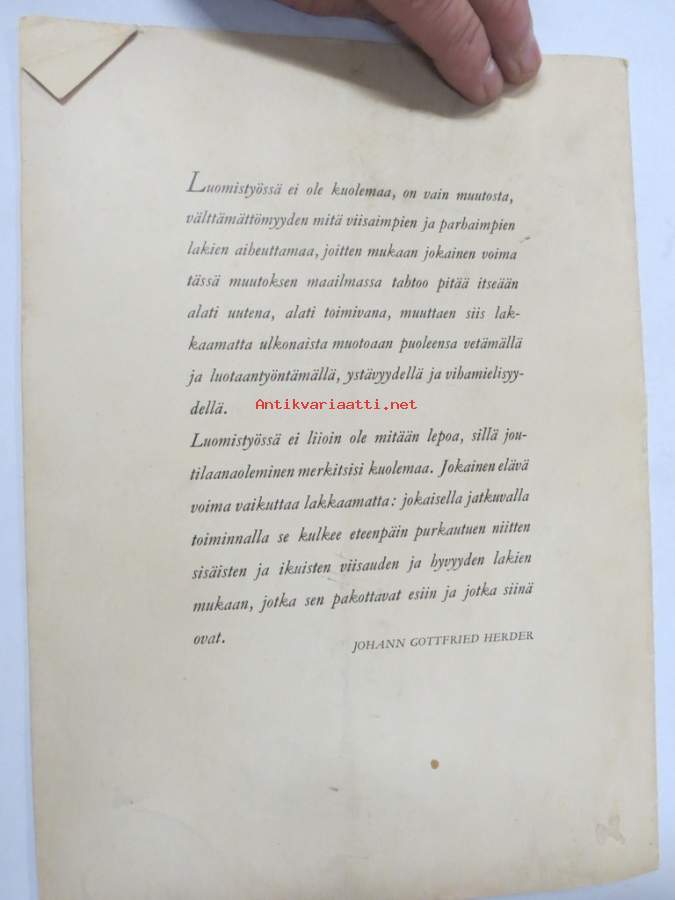 Luomistyössä ei ole kuolemaa, on vain muutosta,
välttämättömyyden mitä viisaimpien ja parhaimpien
lakien aiheuttamaa, joitten mukaan jokainen voima
tässä muutoksen maailmassa tahtoo pitää itseään
alati uutena, alati toimivana, muuttaen siis lak-
kaamatta ulkonaista muotoaan puoleensa vetämällä
ja luotaantyöntämällä, ystävyydellä ja vihamielisyy-
dellä.
Antikvariaatti.net
Luomistyössä ei liioin ole mitään lepoa, sillä jou-
tilaanaoleminen merkitsisi kuolemaa. Jokainen elävä
voima vaikuttaa lakkaamatta: jokaisella jatkuvalla
toiminnalla se kulkee eteenpäin purkautuen niitten
sisäisten ja ikuisten viisauden ja hyvyyden lakien
mukaan, jotka sen pakottavat esiin ja jotka siinä
ovat.
JOHANN GOTTFRIED HERDER